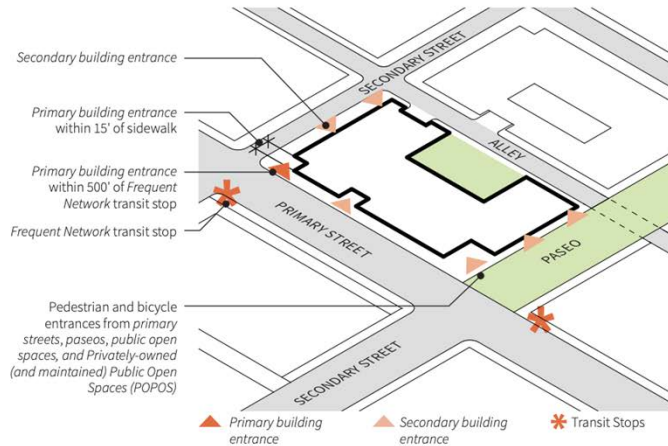 Secondary building entrance
Primary building entrance
within 15' of sidewalk
Primary building entrance
within 500' of Frequent
Network transit stop
Frequent Network transit stop
Pedestrian and bicycle
entrances from primary
streets, paseos, public open
spaces, and Privately-owned
(and maintained) Public Open
Spaces (POPOS)
SECONDARY STREET
ALLEY
PRIMARY STREET
PASEO
SECONDARY STREET
Primary building
entrance
Secondary building
entrance
Transit Stops